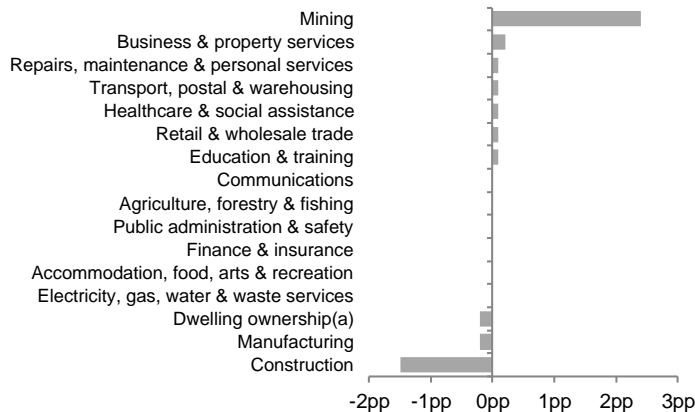 Mining
Business & property services
Repairs, maintenance & personal services
Transport, postal & warehousing
Healthcare & social assistance
Retail & wholesale trade
Education & training
Communications
Agriculture, forestry & fishing
Public administration & safety
Finance & insurance
Accommodation, food, arts & recreation
Electricity, gas, water & waste services
Dwelling ownership(a)
Manufacturing
Construction
-2pp -1pp 0pp 1pp 2pp 3pp